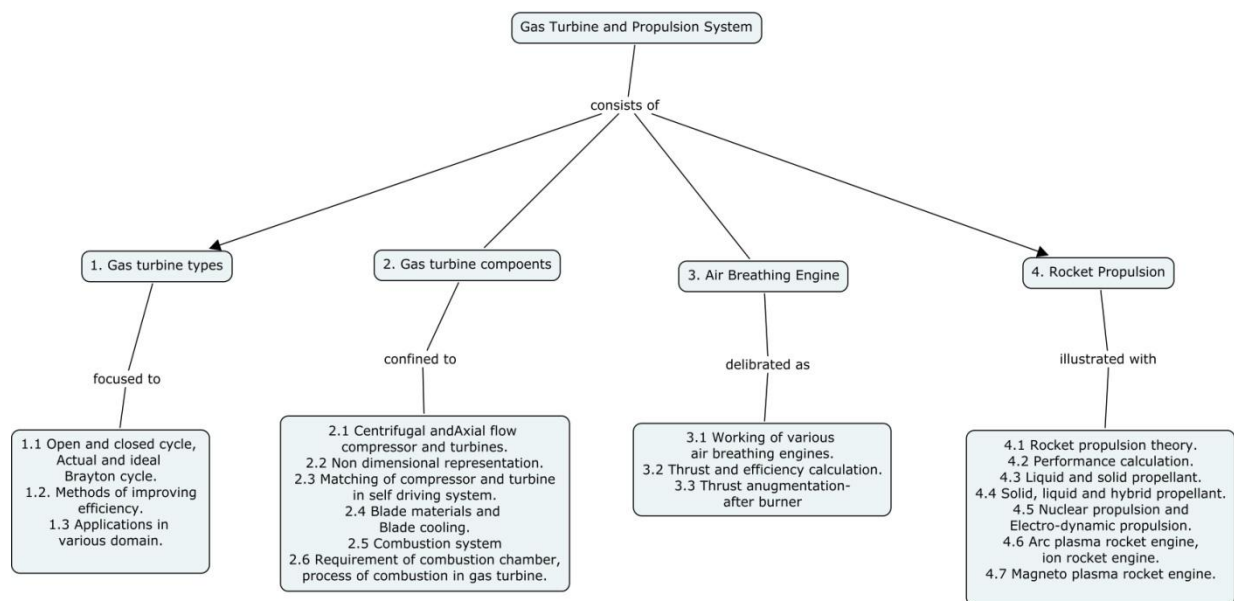 Gas Turbine and Propulsion System
consists of
1. Gas turbine types
2. Gas turbine compoents
3. Air Breathing Engine
4. Rocket Propulsion
focused to
confined to
delibrated as
illustrated with
1.1 Open and closed cycle,
Actual and ideal
Brayton cycle.
1.2. Methods of improving
efficiency.
1.3 Applications in
various domain.
2.1 Centrifugal andAxial flow
compressor and turbines.
2.2 Non dimensional representation.
2.3 Matching of compressor and turbine
in self driving system.
2.4 Blade materials and
Blade cooling.
2.5 Combustion system
2.6 Requirement of combustion chamber,
process of combustion in gas turbine.
3.1 Working of various
air breathing engines.
3.2 Thrust and efficiency calculation.
3.3 Thrust anugmentation-
after burner
4.1 Rocket propulsion theory.
4.2 Performance calculation.
4.3 Liquid and solid propellant.
4.4 Solid, liquid and hybrid propellant.
4.5 Nuclear propulsion and
Electro-dynamic propulsion.
4.6 Arc plasma rocket engine,
ion rocket engine.
4.7 Magneto plasma rocket engine.